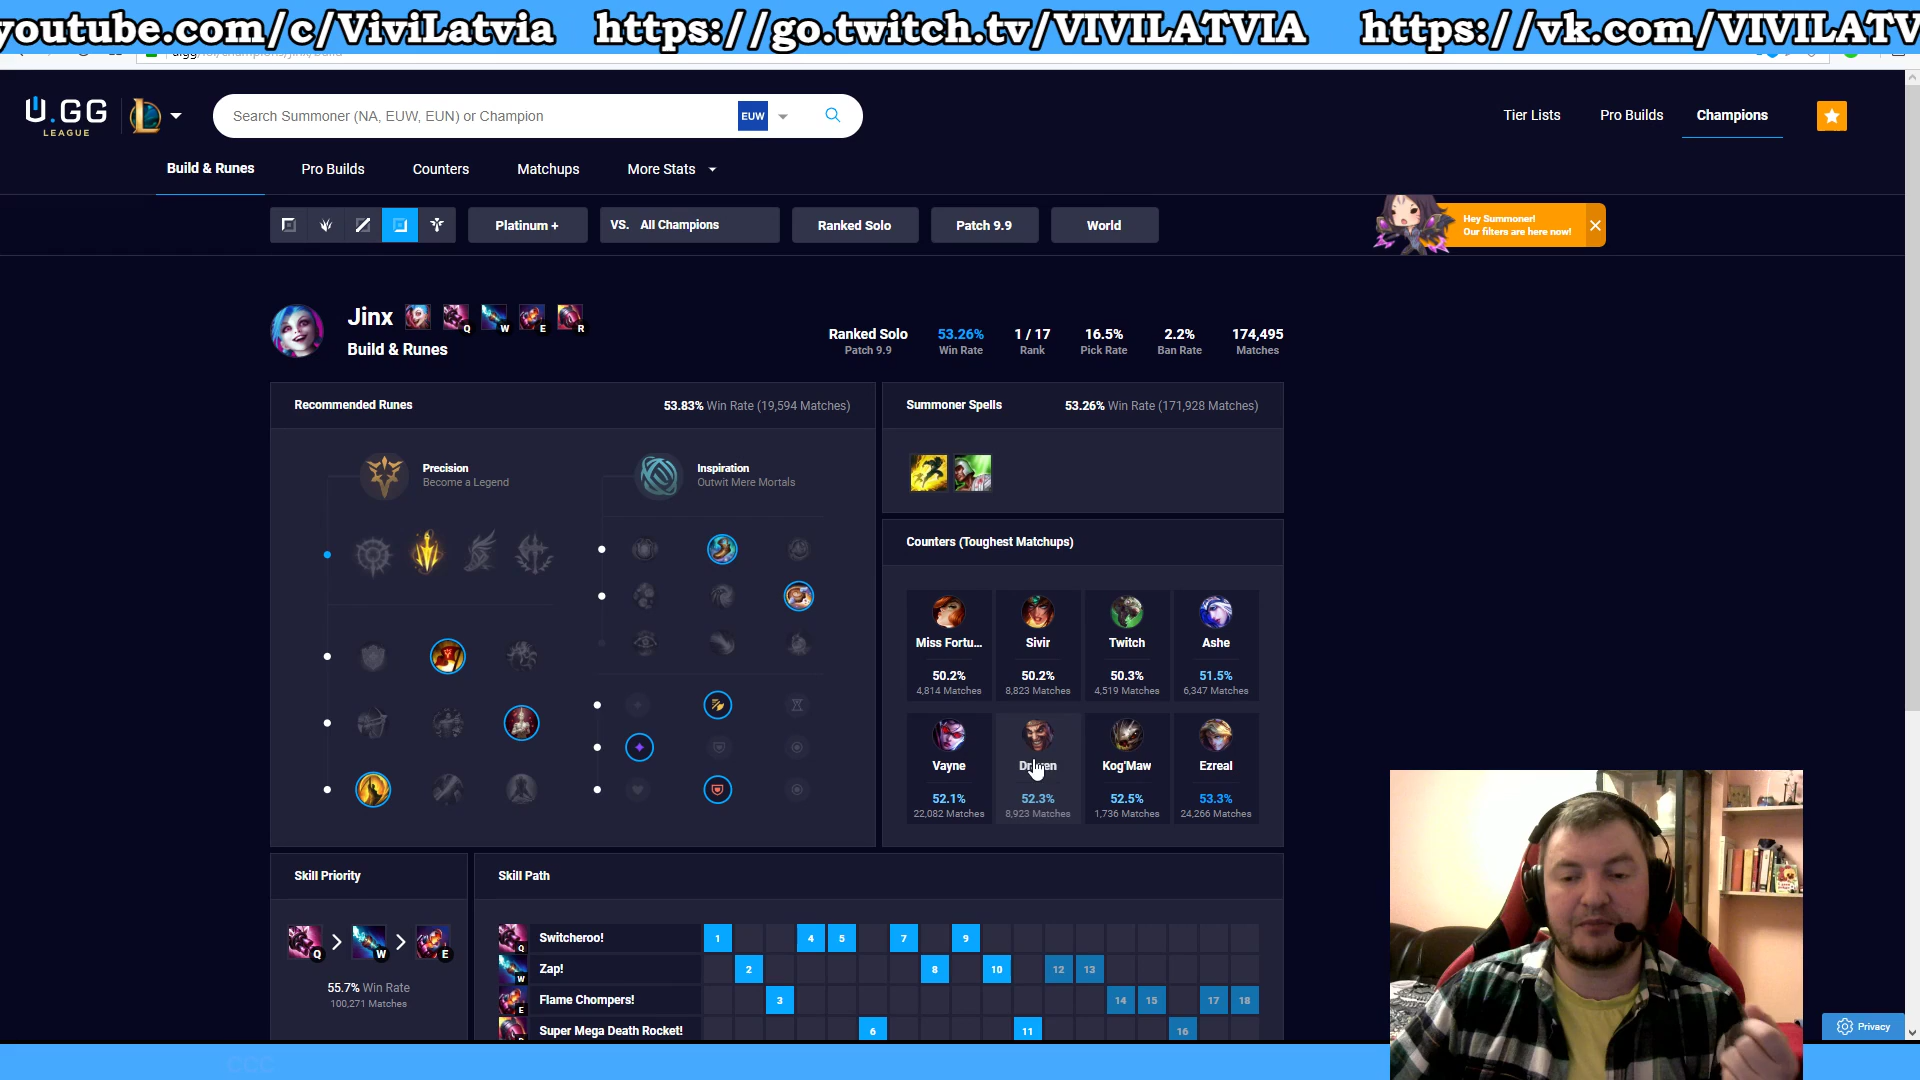 youtube.com/c/ViviLatvia https://go.twitch.tv/VIVILATVIA https://vk.com/VIVILATV
U.GG
LEAGUE
Search Summoner (NA, EUW, EUN) or Champion
EUW
Tier Lists Pro Builds Champions
Build & Runes Pro Builds Counters Matchups More Stats
Platinum + VS. All Champions Ranked Solo Patch 9.9 World
Hey Summoner!
Our filters are here now!
Jinx Q W E R
Build & Runes
Ranked Solo 53.26% 1 / 17 16.5% 2.2% 174,495
Patch 9.9 Win Rate Rank Pick Rate Ban Rate Matches
Recommended Runes 53.83% Win Rate (19,594 Matches)
Precision
Become a Legend
Inspiration
Outwit Mere Mortals
Summoner Spells 53.26% Win Rate (171,928 Matches)
Counters (Toughest Matchups)
Miss Fortu... Sivir Twitch Ashe
50.2% 50.2% 50.3% 51.5%
4,814 Matches 8,823 Matches 4,519 Matches 6,347 Matches
Vayne Draven Kog'Maw Ezreal
52.1% 52.3% 52.5% 53.3%
22,082 Matches 8,923 Matches 1,736 Matches 24,266 Matches
Skill Priority
Q W E
55.7% Win Rate
100,271 Matches
Skill Path
Q Switcheroo! 1 4 5 7 9
W Zap! 2 8 10 12 13
E Flame Chompers! 3 14 15 17 18
Super Mega Death Rocket! 6 11 16
Privacy
ccc